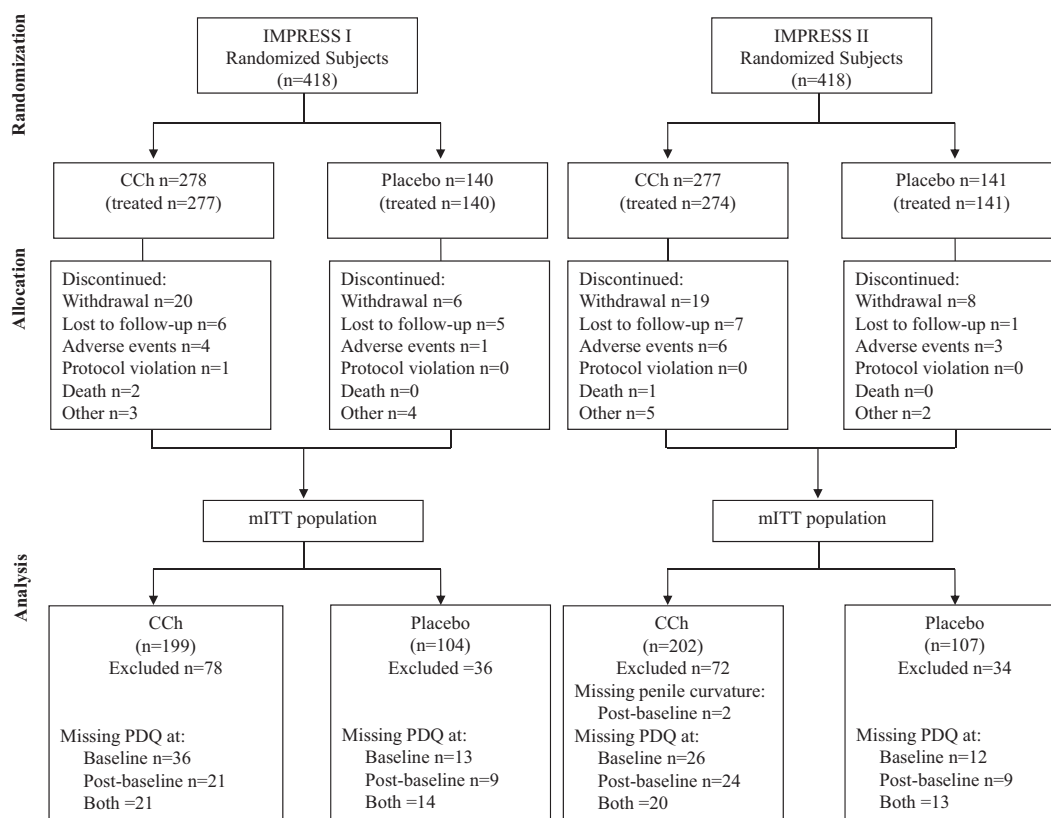 Randomization
IMPRESS I
Randomized Subjects
(n=418)
IMPRESS II
Randomized Subjects
(n=418)
Allocation
CCh n=278
(treated n=277)
Placebo n=140
(treated n=140)
CCh n=277
(treated n=274)
Placebo n=141
(treated n=141)
Discontinued:
Withdrawal n=20
Lost to follow-up n=6
Adverse events n=4
Protocol violation n=1
Death n=2
Other n=3
Discontinued:
Withdrawal n=6
Lost to follow-up n=5
Adverse events n=1
Protocol violation n=0
Death n=0
Other n=4
Discontinued:
Withdrawal n=19
Lost to follow-up n=7
Adverse events n=6
Protocol violation n=0
Death n=1
Other n=5
Discontinued:
Withdrawal n=8
Lost to follow-up n=1
Adverse events n=3
Protocol violation n=0
Death n=0
Other n=2
Analysis
mITT population
mITT population
CCh
(n=199)
Excluded n=78
Missing PDQ at:
Baseline n=36
Post-baseline n=21
Both =21
Placebo
(n=104)
Excluded =36
Missing PDQ at:
Baseline n=13
Post-baseline n=9
Both =14
CCh
(n=202)
Excluded n=72
Missing penile curvature:
Post-baseline n=2
Missing PDQ at:
Baseline n=26
Post-baseline n=24
Both =20
Placebo
(n=107)
Excluded n=34
Missing PDQ at:
Baseline n=12
Post-baseline n=9
Both =13